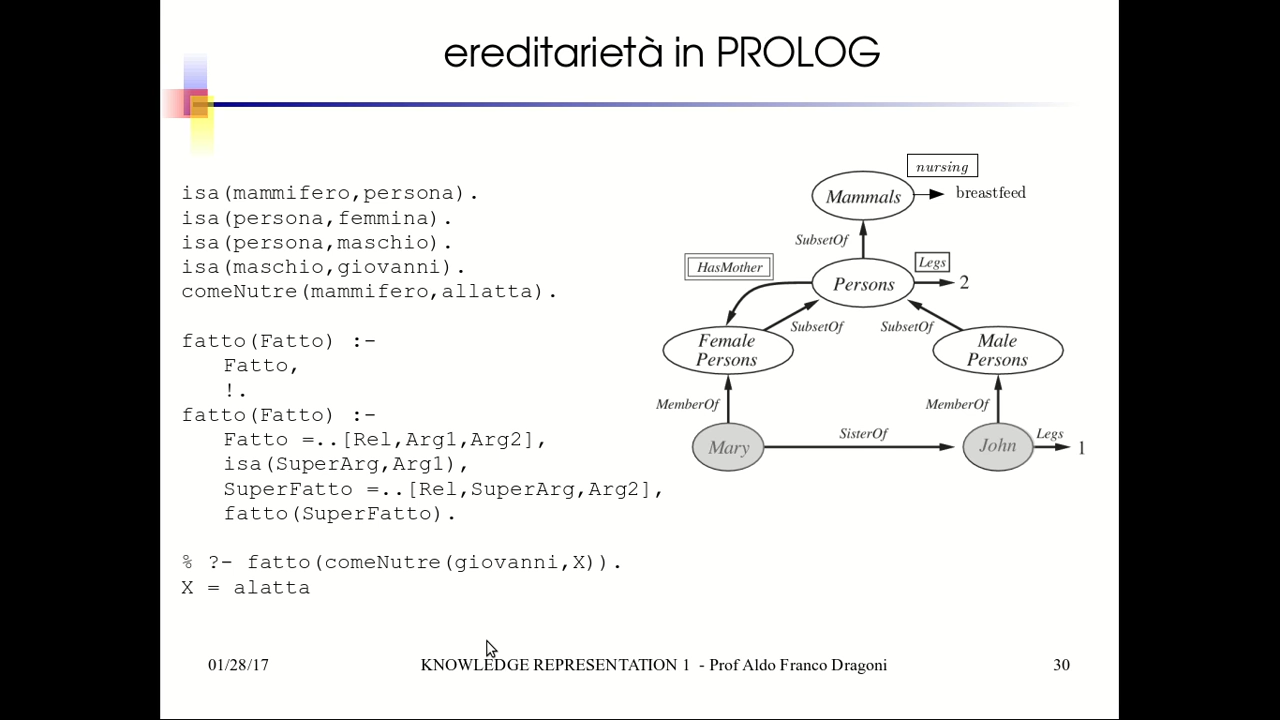 ereditarietà in PROLOG
isa(mammifero,persona).
isa(persona,femmina).
isa(persona,maschio).
isa(maschio,giovanni).
comeNutre(mammifero,allatta).
fatto(Fatto) :-
Fatto,
!.
fatto(Fatto) :-
Fatto =..[Rel,Arg1,Arg2],
isa(SuperArg,Arg1),
SuperFatto =..[Rel,SuperArg,Arg2],
fatto(SuperFatto).
% ?- fatto(comeNutre(giovanni,X)).
X = alatta
nursing
Mammals
breastfeed
SubsetOf
HasMother
Legs
Persons
2
SubsetOf
SubsetOf
Female
Persons
Male
Persons
MemberOf
MemberOf
Mary
SisterOf
John
Legs
1
01/28/17
KNOWLEDGE REPRESENTATION 1 - Prof Aldo Franco Dragoni
30